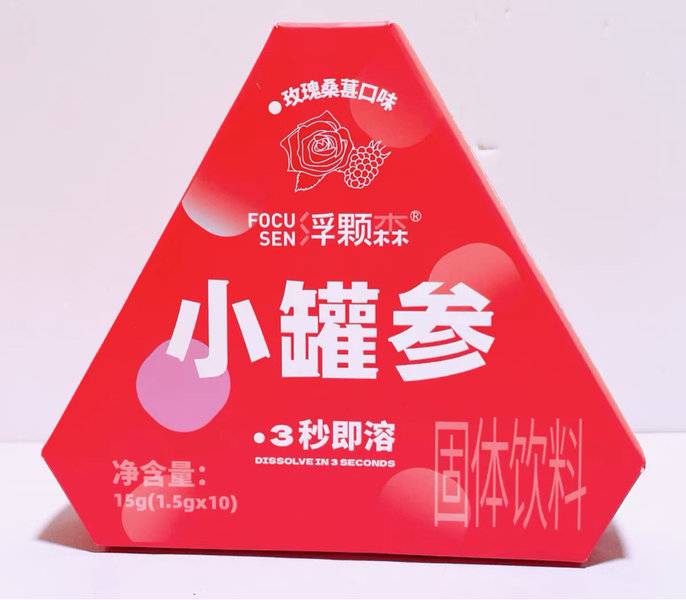 玫瑰桑葚口味
FOCU
SEN 浮颗森®
小罐参
3秒即溶
DISSOLVE IN 3 SECONDS
净含量：
15g(1.5gx10)
固体饮料